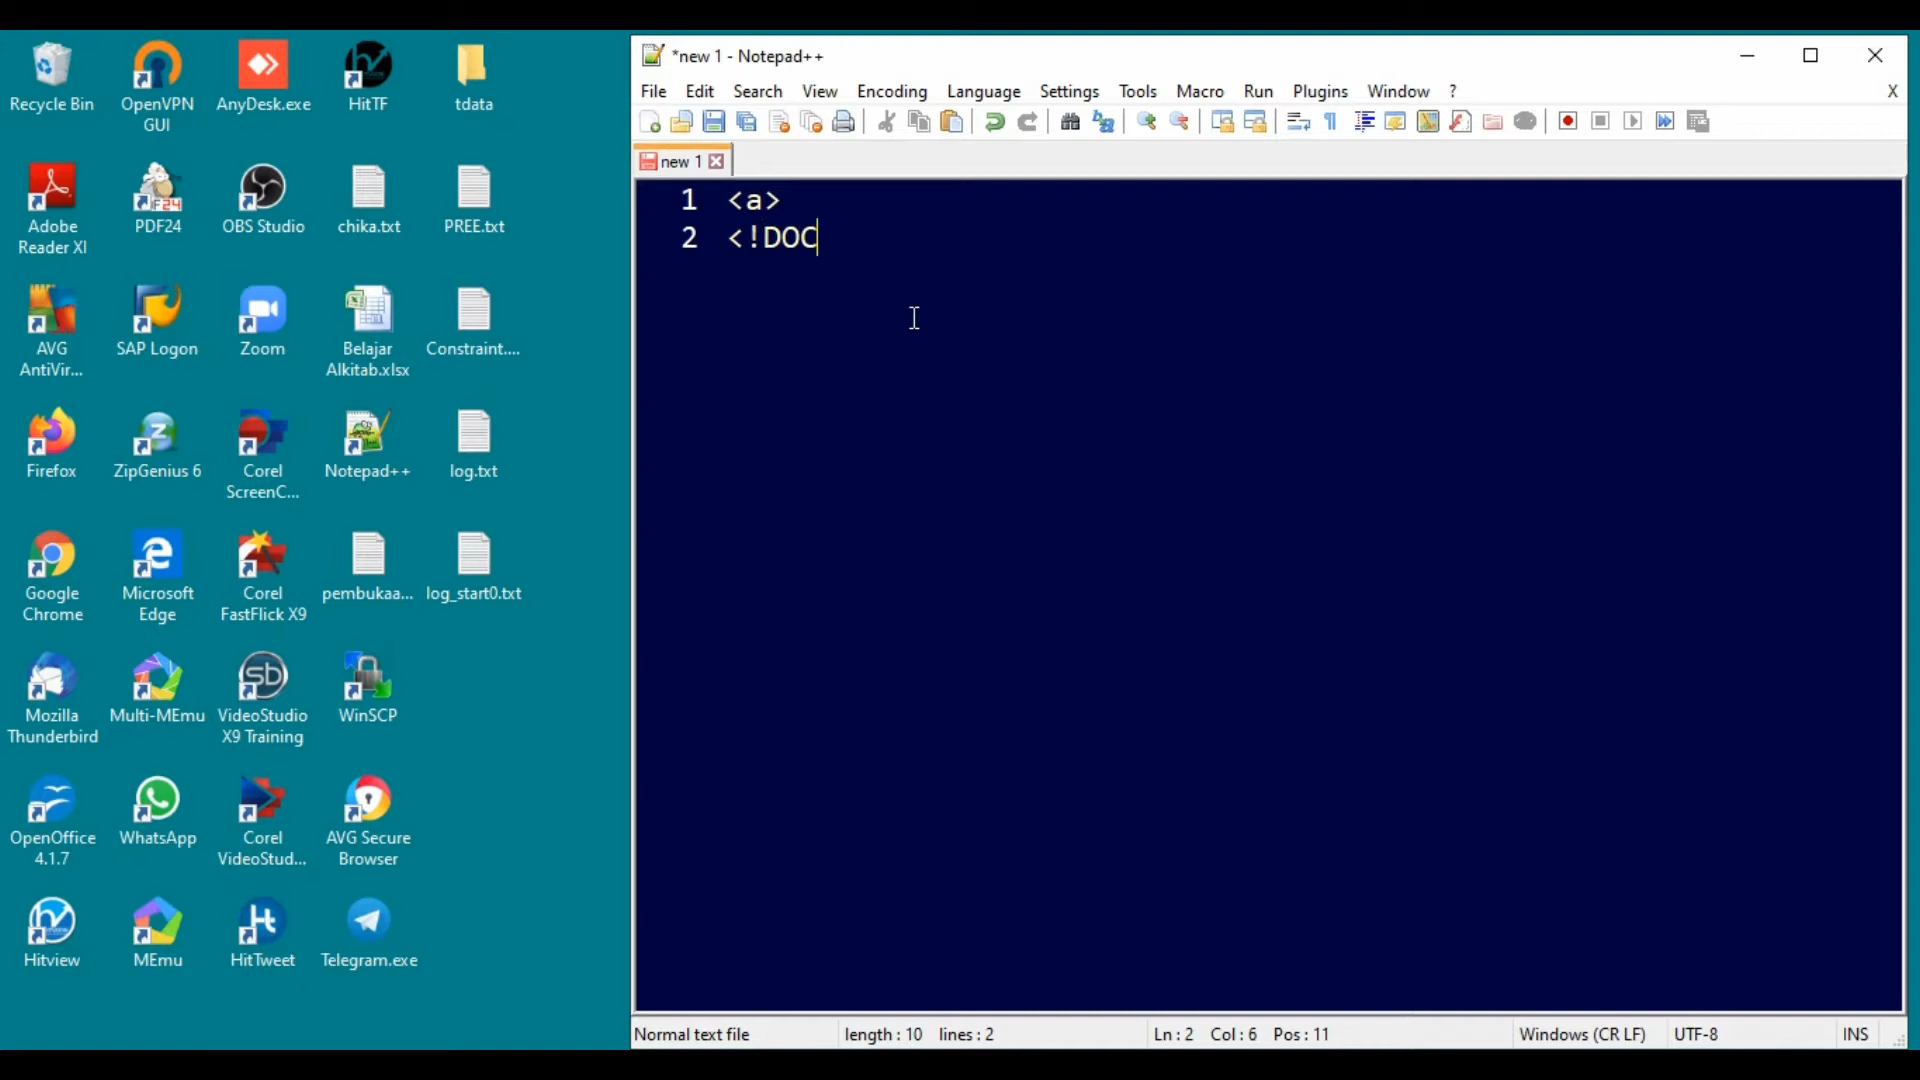 Recycle Bin
OpenVPN
GUI
AnyDesk.exe
HitTF
tdata
Adobe
Reader XI
PDF24
OBS Studio
chika.txt
PREE.txt
AVG
AntiVir...
SAP Logon
Zoom
Belajar
Alkitab.xlsx
Constraint....
Firefox
ZipGenius 6
Corel
ScreenC...
Notepad++
log.txt
Google
Chrome
Microsoft
Edge
Corel
FastFlick X9
pembukaa...
log_start0.txt
Mozilla
Thunderbird
Multi-MEmu
VideoStudio
X9 Training
WinSCP
OpenOffice
4.1.7
WhatsApp
Corel
VideoStud...
AVG Secure
Browser
Hitview
MEmu
HitTweet
Telegram.exe
*new 1 - Notepad++
File Edit Search View Encoding Language Settings Tools Macro Run Plugins Window ? X
new 1
1 <a>
2 <!DOC
Normal text file length : 10 lines : 2 Ln : 2 Col : 6 Pos : 11 Windows (CR LF) UTF-8 INS